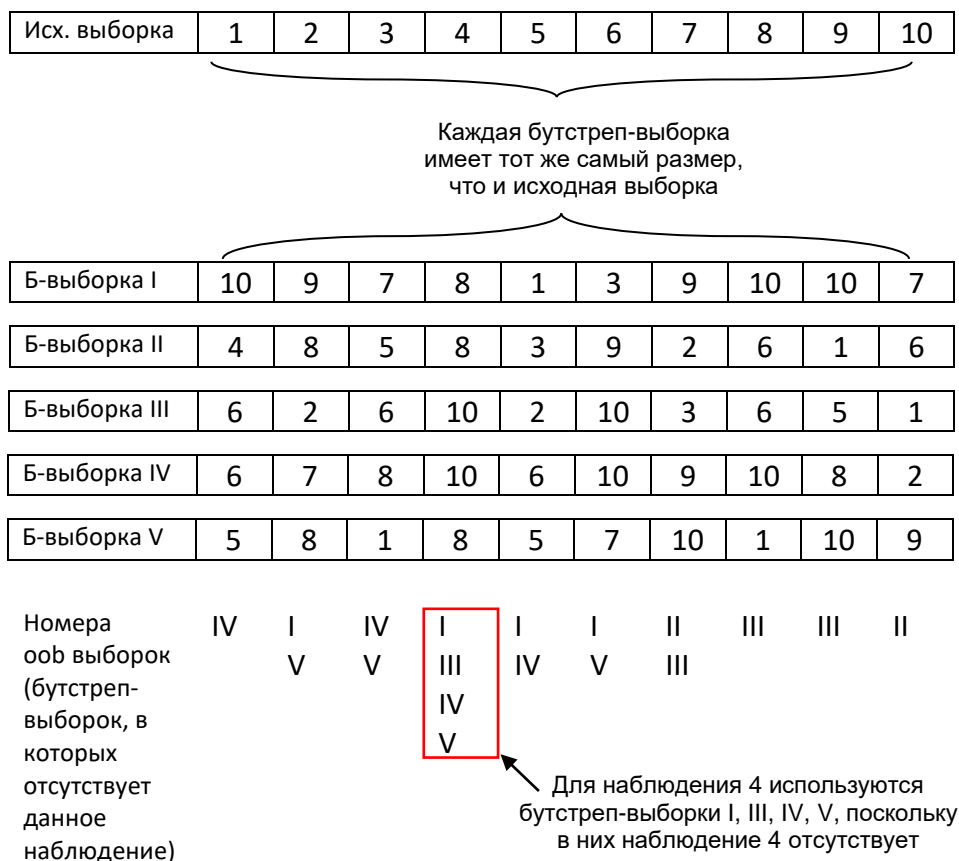 Исх. выборка 1 2 3 4 5 6 7 8 9 10
Каждая бутстреп-выборка
имеет тот же самый размер,
что и исходная выборка
Б-выборка I 10 9 7 8 1 3 9 10 10 7
Б-выборка II 4 8 5 8 3 9 2 6 1 6
Б-выборка III 6 2 6 10 2 10 3 6 5 1
Б-выборка IV 6 7 8 10 6 10 9 10 8 2
Б-выборка V 5 8 1 8 5 7 10 1 10 9
Номера IV I IV I I I II III III II
oob выборок V V III IV V III
(бутстреп- IV
выборок, в V
которых
отсутствует
данное
наблюдение)
Для наблюдения 4 используются
бутстреп-выборки I, III, IV, V, поскольку
в них наблюдение 4 отсутствует